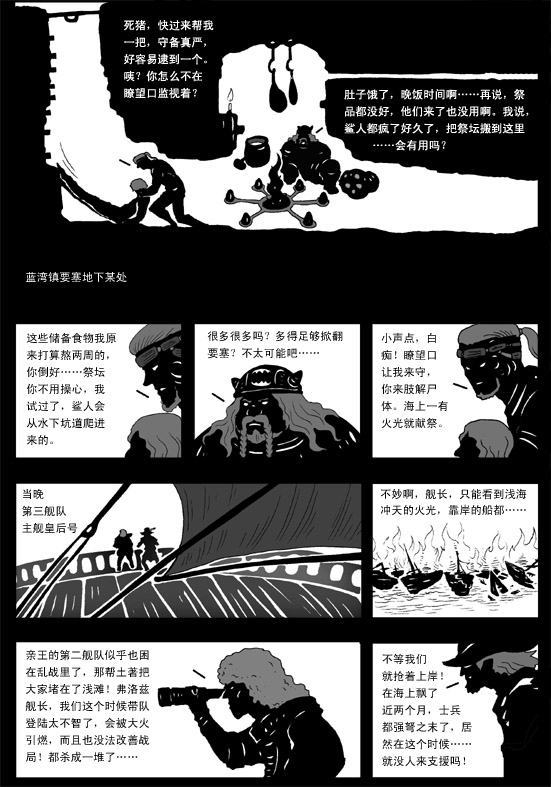 死猪，快过来帮我
一把，守备真严，
好容易逮到一个。
咦？你怎么不在
瞭望口监视着？
肚子饿了，晚饭时间啊……再说，祭
品都没好，他们来了也没用啊。我说，
鲨人都疯了好久了，把祭坛搬到这里
……会有用吗？
蓝湾镇要塞地下某处
这些储备食物我原
来打算熬两周的，
你倒好……祭坛
你不用操心，我
试过了，鲨人会
从水下坑道爬进
来的。
很多很多吗？多得足够掀翻
要塞？不太可能吧……
小声点，白
痴！瞭望口
让我来守，
你来肢解尸
体。海上一有
火光就献祭。
当晚
第三舰队
主舰皇后号
不妙啊，舰长，只能看到浅海
冲天的火光，靠岸的船都……
亲王的第二舰队似乎也困
在乱战里了，那帮土著把
大家堵在了浅滩！弗洛兹
舰长，我们这个时候带队
登陆太不智了，会被大火
引燃，而且也没法改善战
局！都杀成一堆了……
不等我们
就抢着上岸！
在海上飘了
近两个月，士兵
都强弩之末了，居
然在这个时候……
就没人来支援吗！